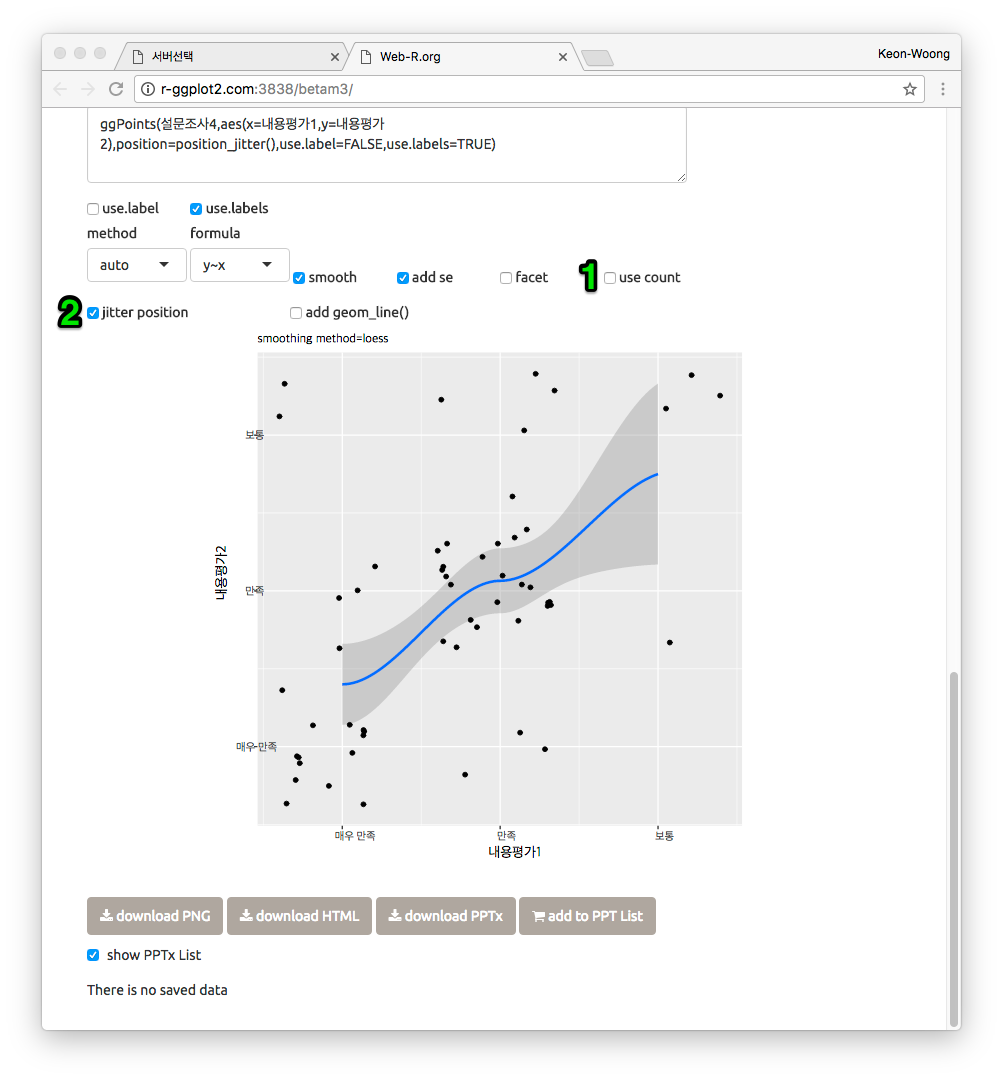 서버선택
Web-R.org
Keon-Woong
r-ggplot2.com:3838/betam3/
ggPoints(설문조사4,aes(x=내용평가1,y=내용평가
2),position=position_jitter(),use.label=FALSE,use.labels=TRUE)
use.label
use.labels
method
formula
auto
y~x
smooth
add se
facet
1
use count
2
jitter position
add geom_line()
smoothing method=loess
보통
만족
매우 만족
내용평가2
매우 만족
만족
보통
내용평가1
download PNG
download HTML
download PPTx
add to PPT List
show PPTx List
There is no saved data